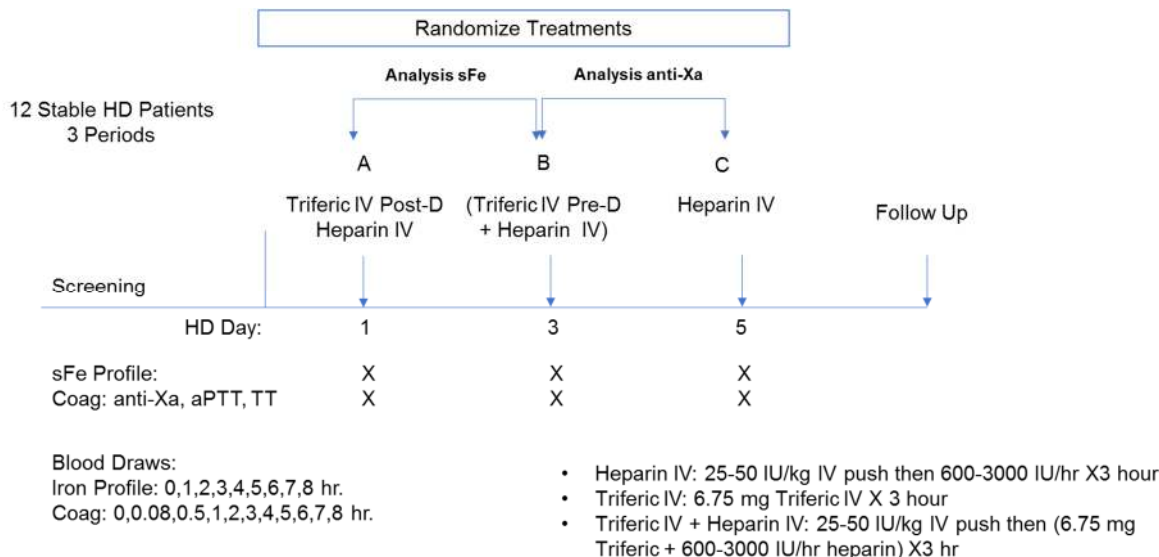 Randomize Treatments
Analysis sFe
Analysis anti-Xa
12 Stable HD Patients
3 Periods
A
B
C
Triferic IV Post-D
Heparin IV
(Triferic IV Pre-D
+ Heparin IV)
Heparin IV
Follow Up
Screening
HD Day: 1 3 5
sFe Profile: X X X
Coag: anti-Xa, aPTT, TT X X X
Blood Draws:
Iron Profile: 0,1,2,3,4,5,6,7,8 hr.
Coag: 0,0.08,0.5,1,2,3,4,5,6,7,8 hr.
• Heparin IV: 25-50 IU/kg IV push then 600-3000 IU/hr X3 hour
• Triferic IV: 6.75 mg Triferic IV X 3 hour
• Triferic IV + Heparin IV: 25-50 IU/kg IV push then (6.75 mg
Triferic + 600-3000 IU/hr heparin) X3 hr